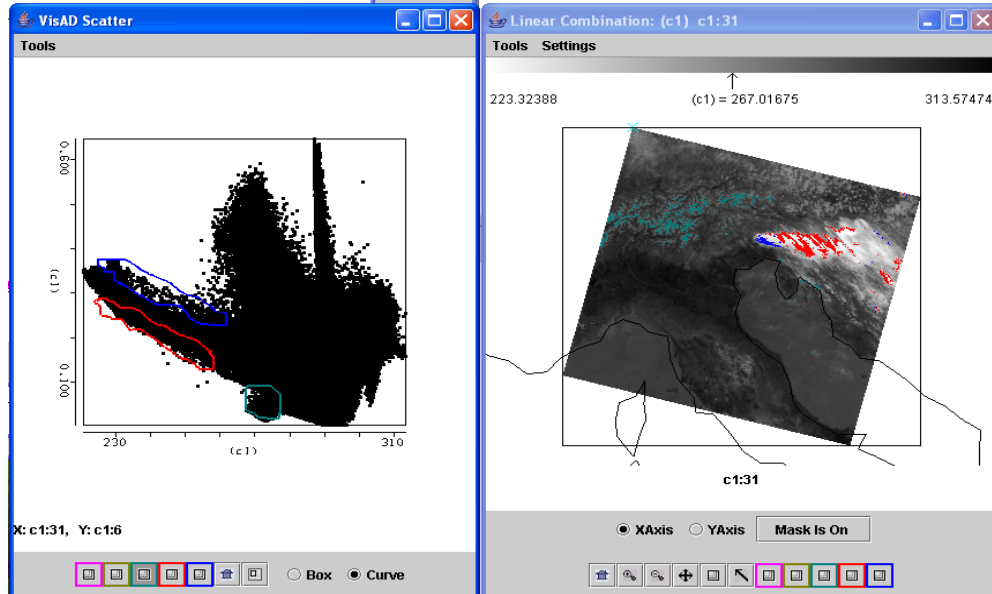 VisAD Scatter
Tools
0.600
(c1)
0.100
230
310
(c1)
X: c1:31, Y: c1:6
Box
Curve
Linear Combination: (c1) c1:31
Tools Settings
223.32388
(c1) = 267.01675
313.57474
c1:31
XAxis
YAxis
Mask Is On